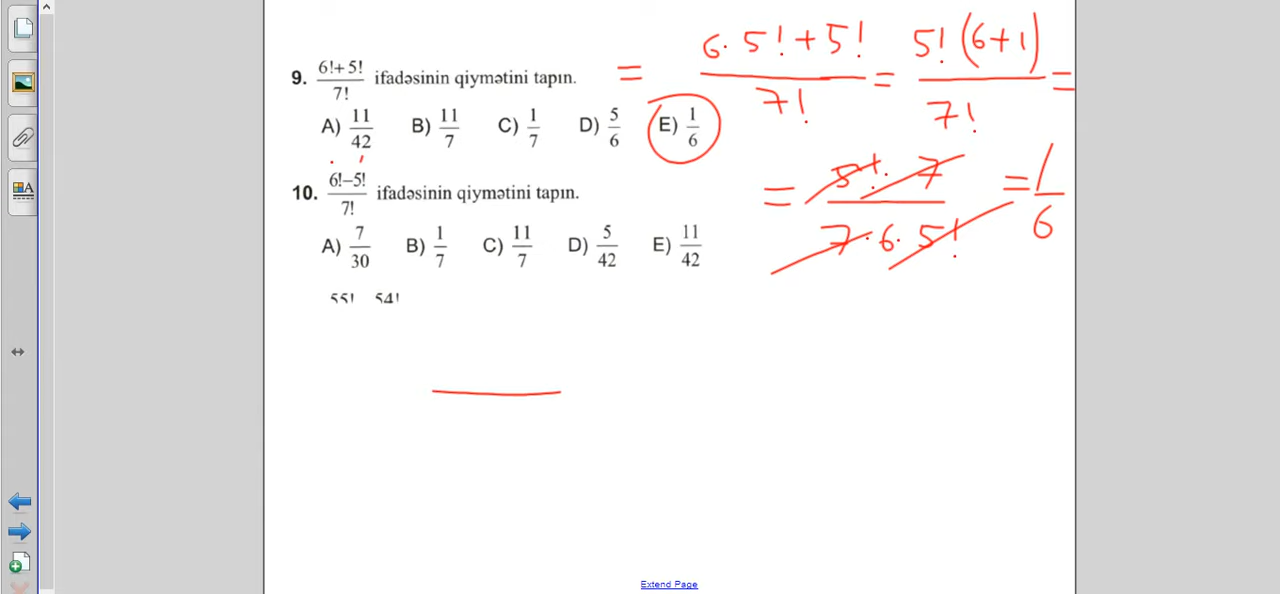 9. (6!+5!)/7! ifadəsinin qiymətini tapın.
A) 11/42 B) 11/7 C) 1/7 D) 5/6 E) 1/6
= (6·5!+5!)/7! = 5!(6+1)/7! =
= 5!·7/7·6·5! = 1/6
10. (6!−5!)/7! ifadəsinin qiymətini tapın.
A) 7/30 B) 1/7 C) 11/7 D) 5/42 E) 11/42
55! 54!
Extend Page